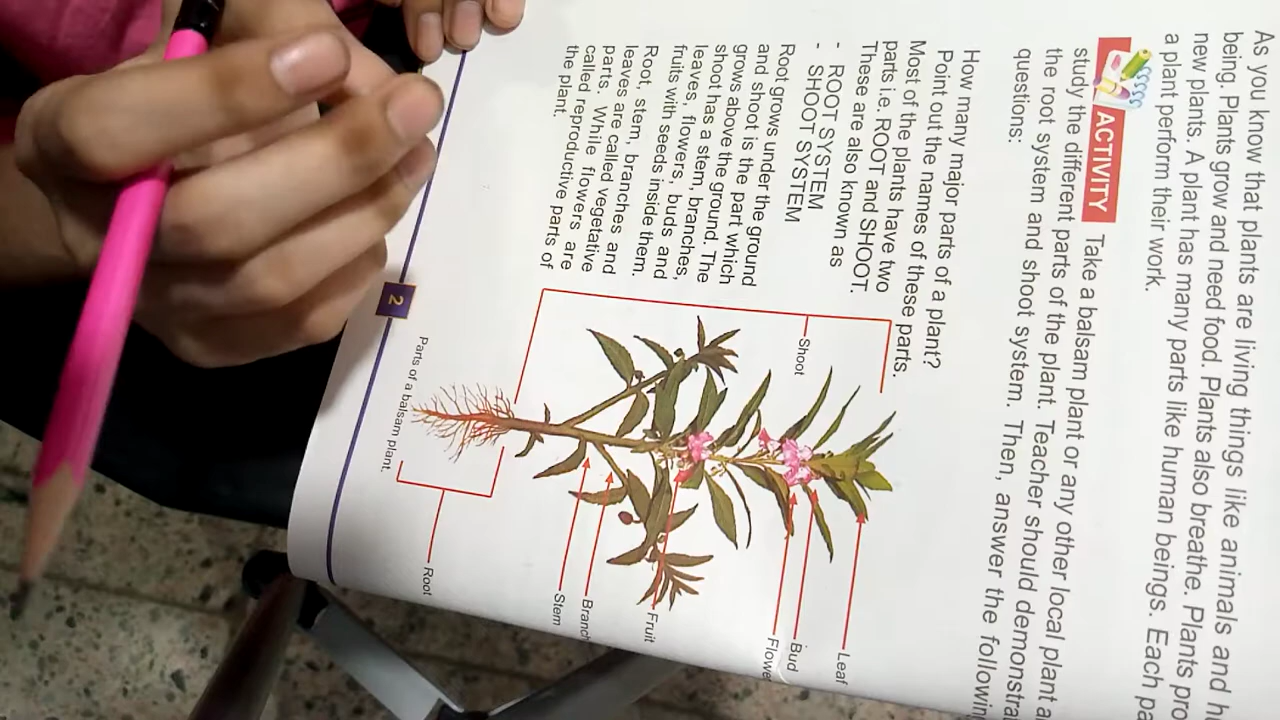 As you know that plants are living things like animals and h
being. Plants grow and need food. Plants also breathe. Plants pro
new plants. A plant has many parts like human beings. Each pa
a plant perform their work.
ACTIVITY
Take a balsam plant or any other local plant a
study the different parts of the plant. Teacher should demonstra
the root system and shoot system. Then, answer the followin
questions:
How many major parts of a plant?
Point out the names of these parts.
Most of the plants have two
parts i.e. ROOT and SHOOT.
These are also known as
- ROOT SYSTEM
- SHOOT SYSTEM
Root grows under the ground
and shoot is the part which
grows above the ground. The
shoot has a stem, branches,
leaves, flowers, buds and
fruits with seeds inside them.
Root, stem, branches and
leaves are called vegetative
parts. While flowers are
called reproductive parts of
the plant.
Shoot
Leaf
Bud
Flowe
Fruit
Branch
Stem
Root
Parts of a balsam plant.
2